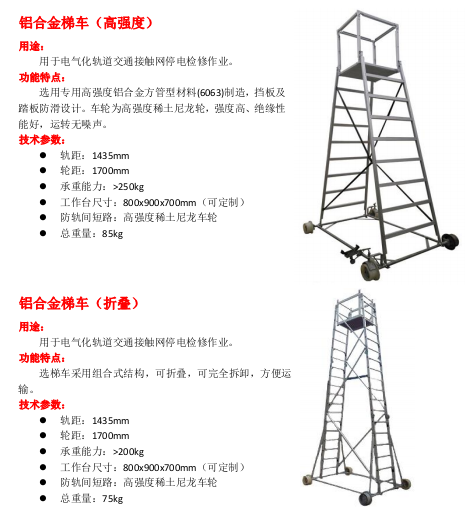 铝合金梯车（高强度）
用途：
用于电气化轨道交通接触网停电检修作业。
功能特点：
选用专用高强度铝合金方管型材料(6063)制造，挡板及
踏板防滑设计。车轮为高强度稀土尼龙轮，强度高、绝缘性
能好，运转无噪声。
技术参数：
● 轨距：1435mm
● 轮距：1700mm
● 承重能力：>250kg
● 工作台尺寸：800x900x700mm（可定制）
● 防轨间短路：高强度稀土尼龙车轮
● 总重量：85kg
铝合金梯车（折叠）
用途：
用于电气化轨道交通接触网停电检修作业。
功能特点：
选梯车采用组合式结构，可折叠，可完全拆卸，方便运
输。
技术参数：
● 轨距：1435mm
● 轮距：1700mm
● 承重能力：>200kg
● 工作台尺寸：800x900x700mm（可定制）
● 防轨间短路：高强度稀土尼龙车轮
● 总重量：75kg